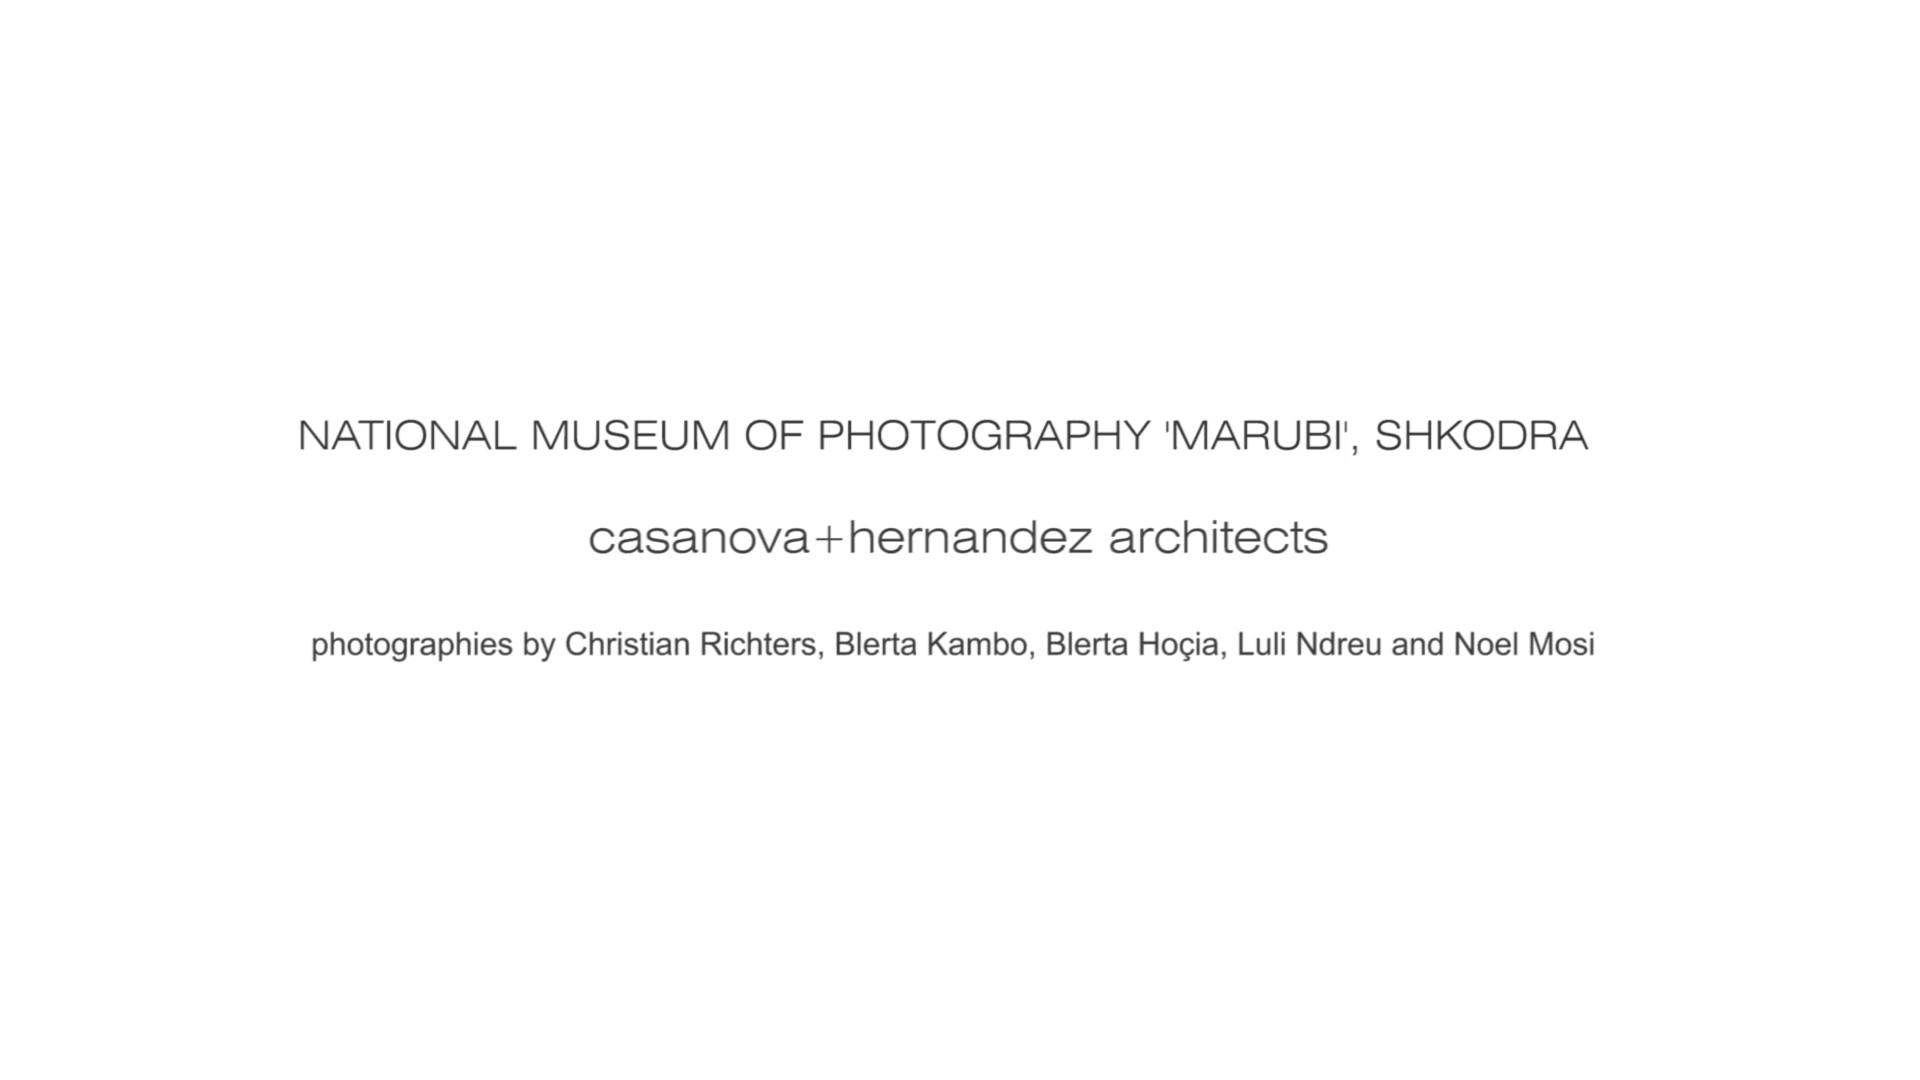 NATIONAL MUSEUM OF PHOTOGRAPHY 'MARUBI', SHKODRA
casanova+hernandez architects
photographies by Christian Richters, Blerta Kambo, Blerta Hoçia, Luli Ndreu and Noel Mosi